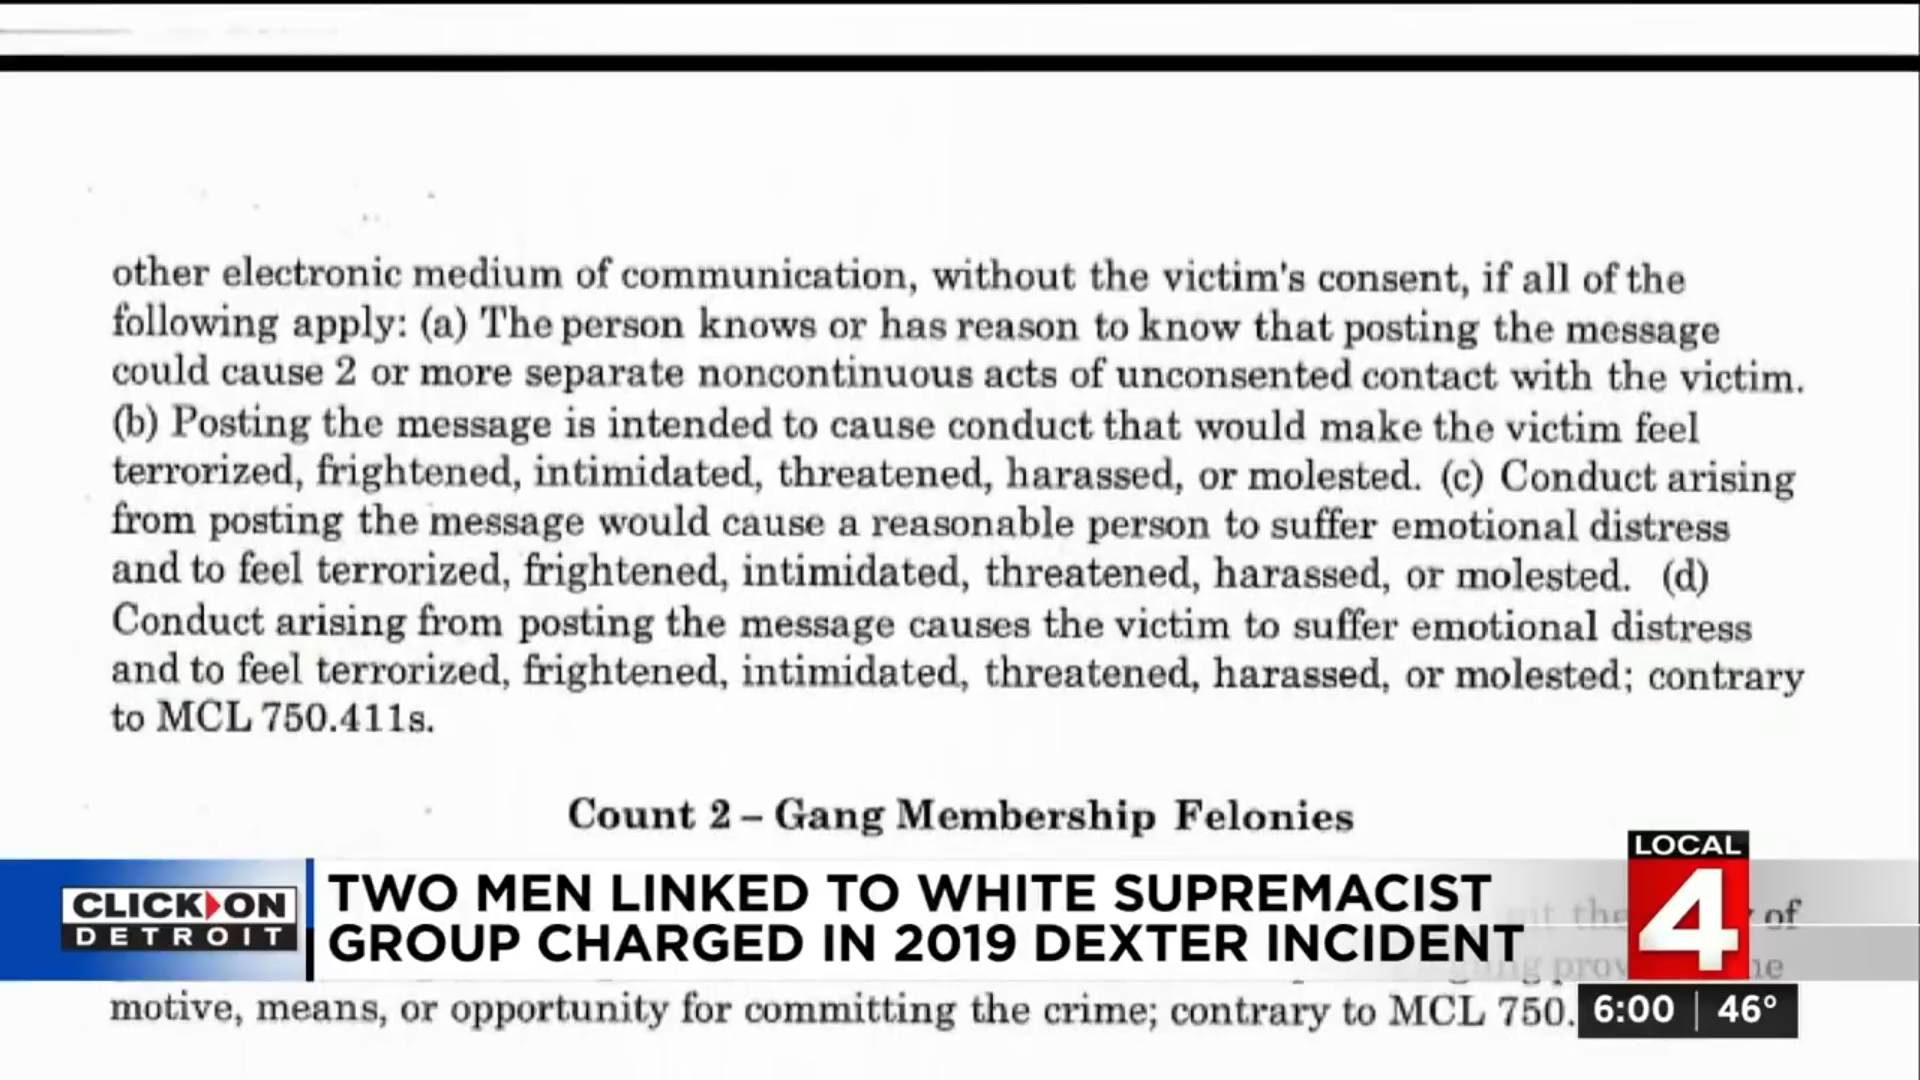 other electronic medium of communication, without the victim's consent, if all of the
following apply: (a) The person knows or has reason to know that posting the message
could cause 2 or more separate noncontinuous acts of unconsented contact with the victim.
(b) Posting the message is intended to cause conduct that would make the victim feel
terrorized, frightened, intimidated, threatened, harassed, or molested. (c) Conduct arising
from posting the message would cause a reasonable person to suffer emotional distress
and to feel terrorized, frightened, intimidated, threatened, harassed, or molested. (d)
Conduct arising from posting the message causes the victim to suffer emotional distress
and to feel terrorized, frightened, intimidated, threatened, harassed, or molested; contrary
to MCL 750.411s.
Count 2 – Gang Membership Felonies
CLICK ON
DETROIT
TWO MEN LINKED TO WHITE SUPREMACIST
GROUP CHARGED IN 2019 DEXTER INCIDENT
LOCAL
4
of
motive, means, or opportunity for committing the crime; contrary to MCL 750.
6:00 46°